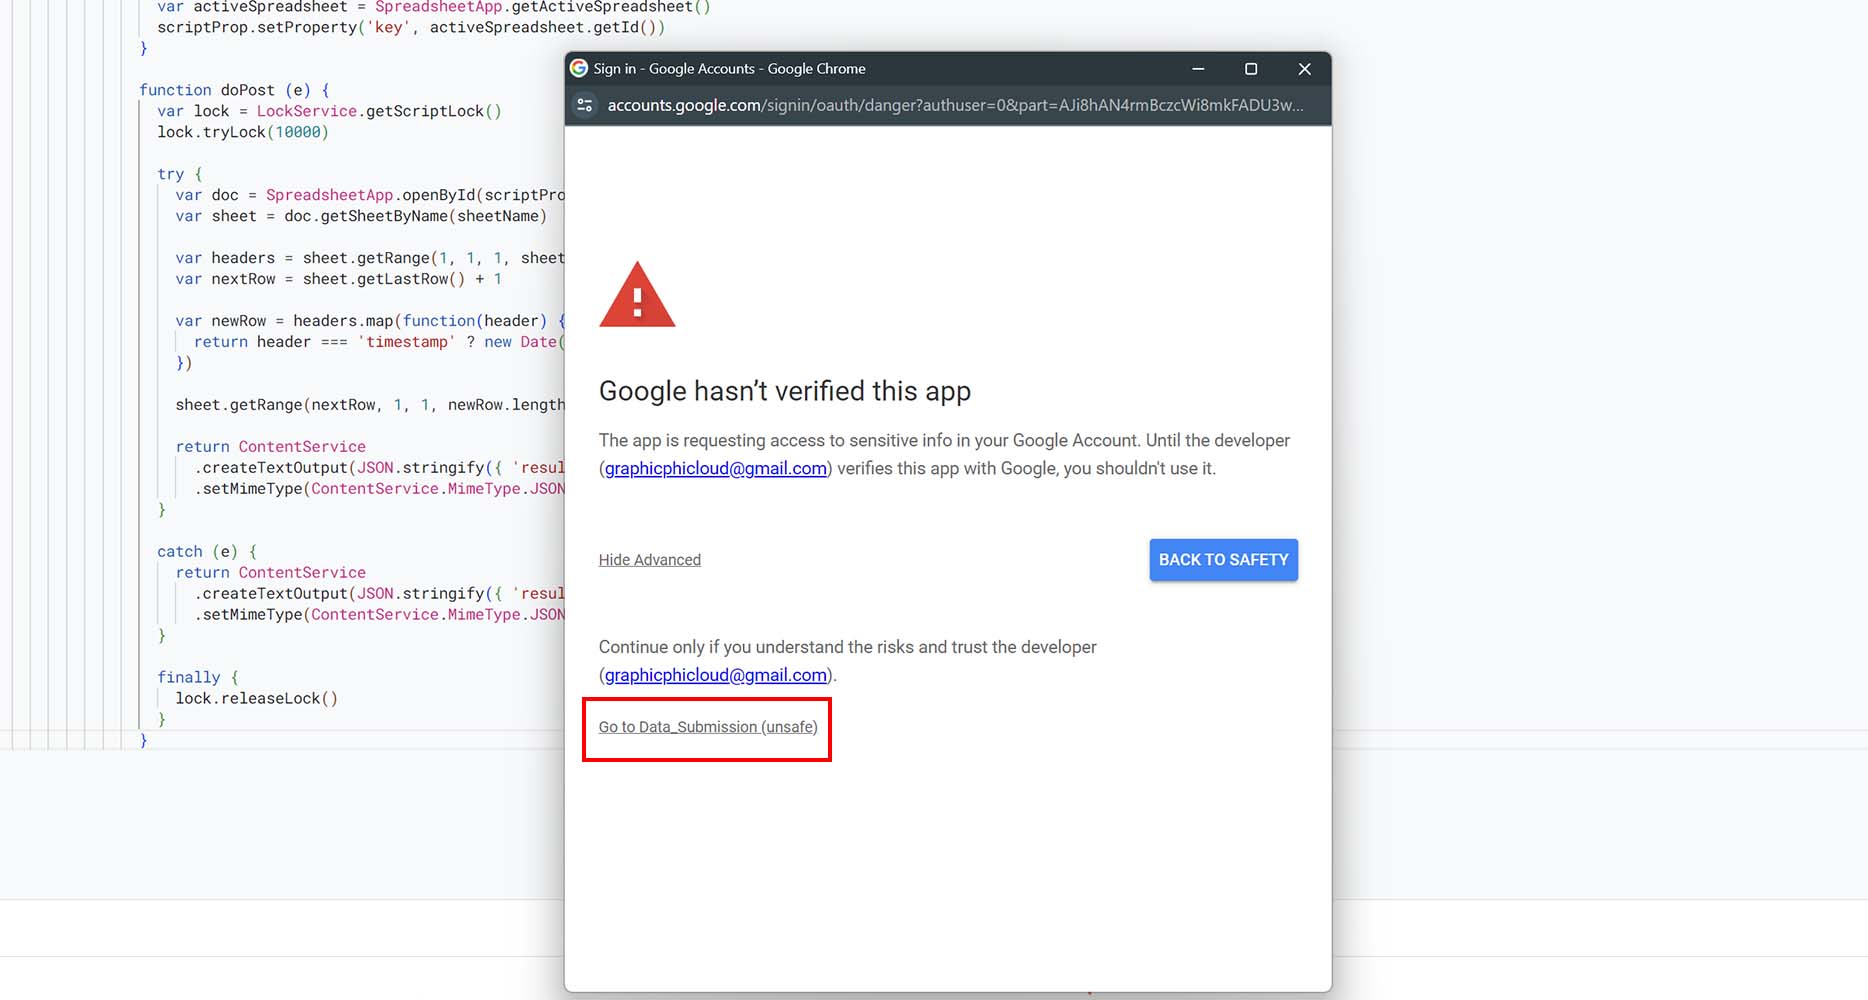 var activeSpreadsheet = SpreadsheetApp.getActiveSpreadsheet()
scriptProp.setProperty('key', activeSpreadsheet.getId())
}
function doPost (e) {
var lock = LockService.getScriptLock()
lock.tryLock(10000)
try {
var doc = SpreadsheetApp.openById(scriptPro
var sheet = doc.getSheetByName(sheetName)
var headers = sheet.getRange(1, 1, 1, sheet
var nextRow = sheet.getLastRow() + 1
var newRow = headers.map(function(header) {
return header === 'timestamp' ? new Date(
})
sheet.getRange(nextRow, 1, 1, newRow.length
return ContentService
.createTextOutput(JSON.stringify({ 'resul
.setMimeType(ContentService.MimeType.JSON
}
catch (e) {
return ContentService
.createTextOutput(JSON.stringify({ 'resul
.setMimeType(ContentService.MimeType.JSON
}
finally {
lock.releaseLock()
}
}
Sign in - Google Accounts - Google Chrome
accounts.google.com/signin/oauth/danger?authuser=0&part=AJi8hAN4rmBczcWi8mkFADU3w...
Google hasn’t verified this app
The app is requesting access to sensitive info in your Google Account. Until the developer
(graphicphicloud@gmail.com) verifies this app with Google, you shouldn't use it.
Hide Advanced
BACK TO SAFETY
Continue only if you understand the risks and trust the developer
(graphicphicloud@gmail.com).
Go to Data_Submission (unsafe)